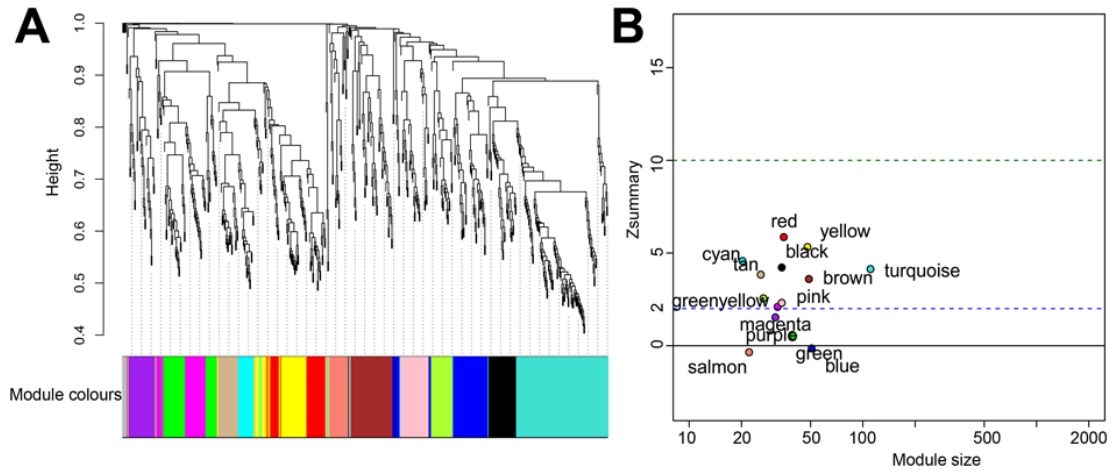 A
Height
1.0
0.9
0.8
0.7
0.6
0.5
0.4
Module colours
B
Zsummary
15
10
5
2
0
red
yellow
black
cyan
tan
brown
turquoise
greenyellow
pink
magenta
purple
green
salmon
blue
10 20 50 100 500 2000
Module size